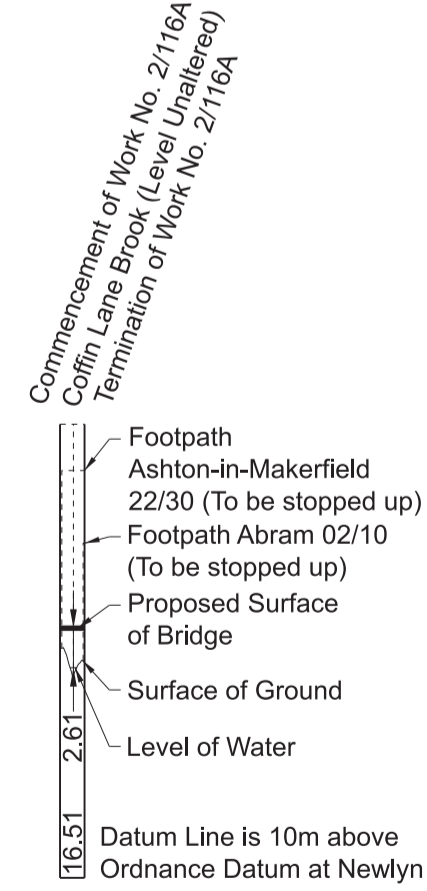 Commencement of Work No. 2/116A
Coffin Lane Brook (Level Unaltered)
Termination of Work No. 2/116A
Footpath
Ashton-in-Makerfield
22/30 (To be stopped up)
Footpath Abram 02/10
(To be stopped up)
Proposed Surface
of Bridge
Surface of Ground
2.61
Level of Water
16.51
Datum Line is 10m above
Ordnance Datum at Newlyn